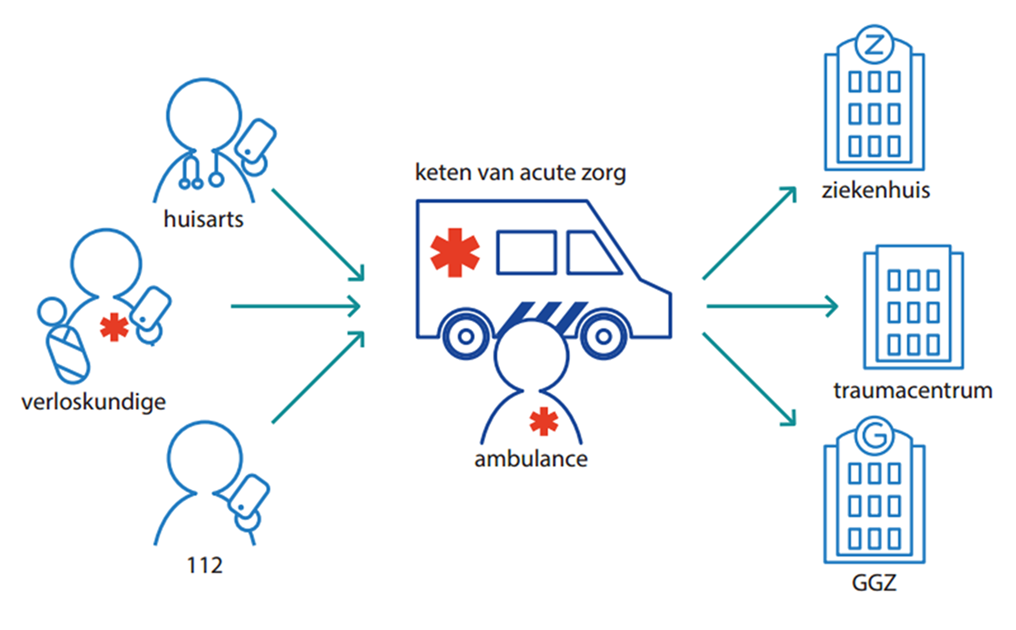 huisarts
verloskundige
112
keten van acute zorg
ambulance
Z
ziekenhuis
traumacentrum
G
GGZ